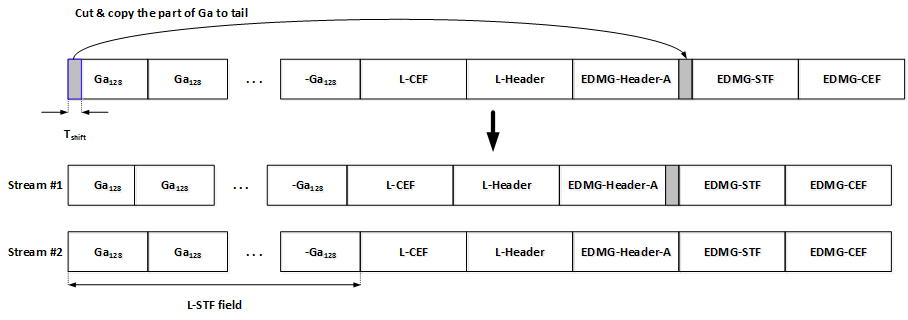 Cut & copy the part of Ga to tail
Ga128 Ga128 ... -Ga128 L-CEF L-Header EDMG-Header-A EDMG-STF EDMG-CEF
Tshift
Stream #1 Ga128 Ga128 ... -Ga128 L-CEF L-Header EDMG-Header-A EDMG-STF EDMG-CEF
Stream #2 Ga128 Ga128 ... -Ga128 L-CEF L-Header EDMG-Header-A EDMG-STF EDMG-CEF
L-STF field